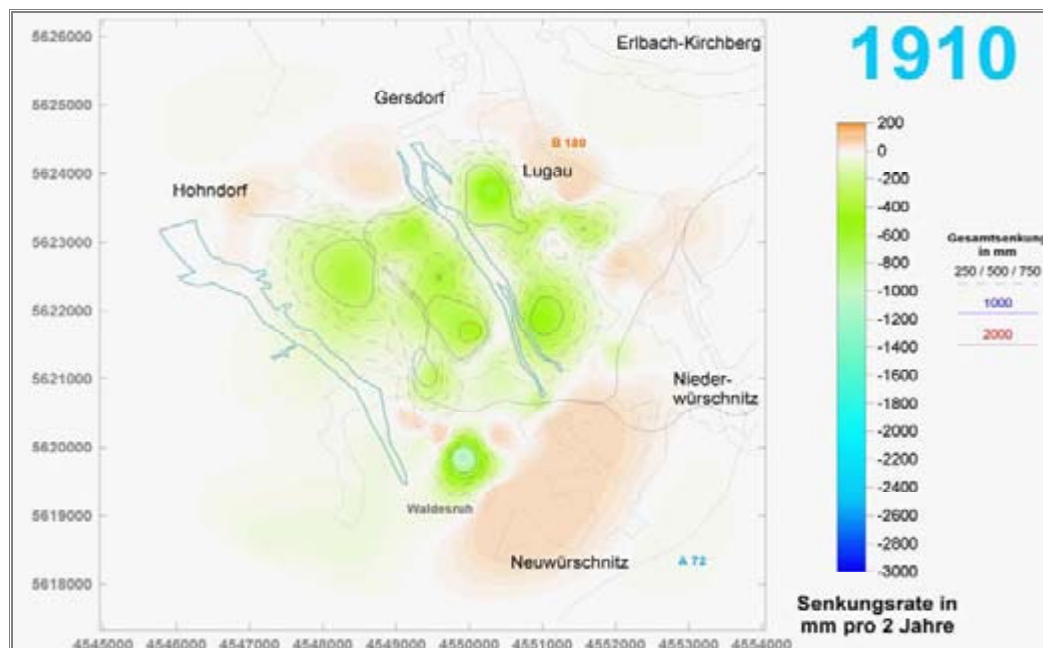 1910
5626000
5625000
5624000
5623000
5622000
5621000
5620000
5619000
5618000
Erlbach-Kirchberg
Gersdorf
B 180
Lugau
Hohndorf
Nieder-
würschnitz
Waldesruh
Neuwürschnitz
A 72
4545000 4546000 4547000 4548000 4549000 4550000 4551000 4552000 4553000 4554000
200
0
-200
-400
-600
-800
-1000
-1200
-1400
-1600
-1800
-2000
-2200
-2400
-2600
-2800
-3000
Senkungsrate in
mm pro 2 Jahre
Gesamtsenkung
in mm
250 / 500 / 750
1000
2000